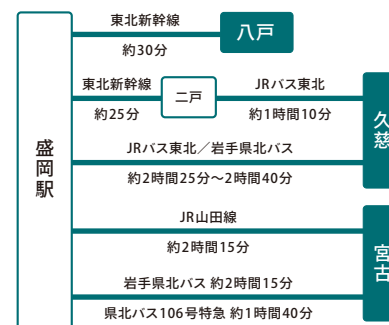 盛岡駅
東北新幹線
約30分
八戸
東北新幹線
約25分
二戸
JRバス東北
約1時間10分
久慈
JRバス東北／岩手県北バス
約2時間25分～2時間40分
JR山田線
約2時間15分
宮古
岩手県北バス 約2時間15分
県北バス106号特急 約1時間40分